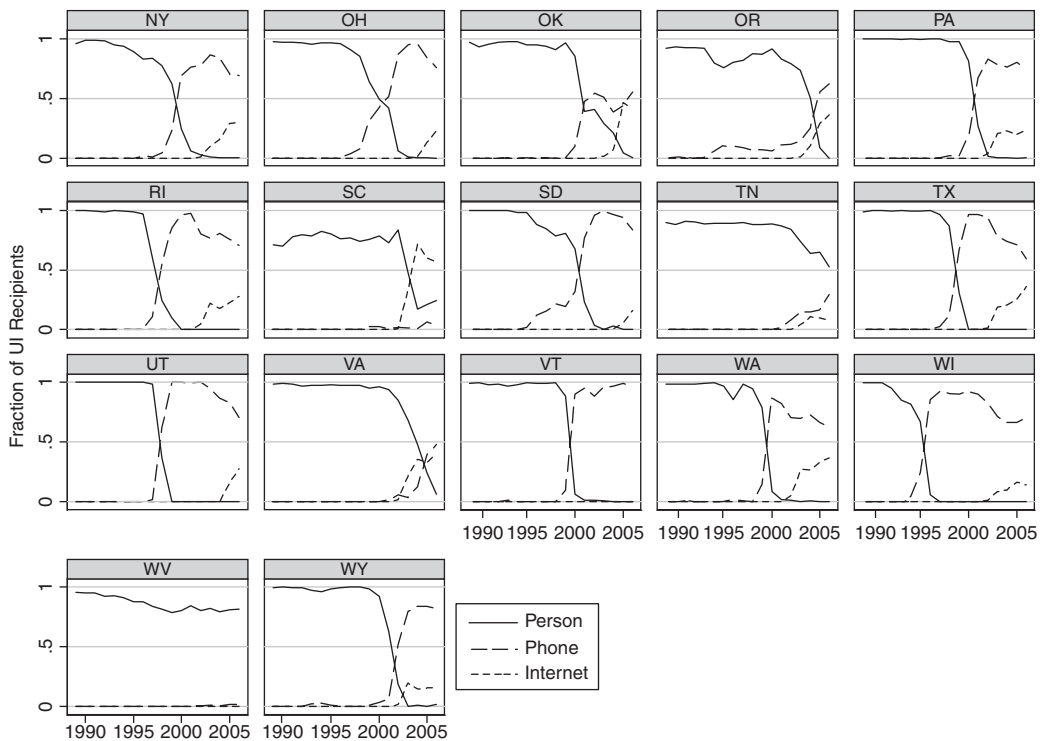 NY OH OK OR PA
1
.5
0
RI SC SD TN TX
1
.5
0
UT VA VT WA WI
1
.5
0
1990 1995 2000 2005 1990 1995 2000 2005 1990 1995 2000 2005
WV WY
1
.5
0
1990 1995 2000 2005 1990 1995 2000 2005
Fraction of UI Recipients
Person
Phone
Internet